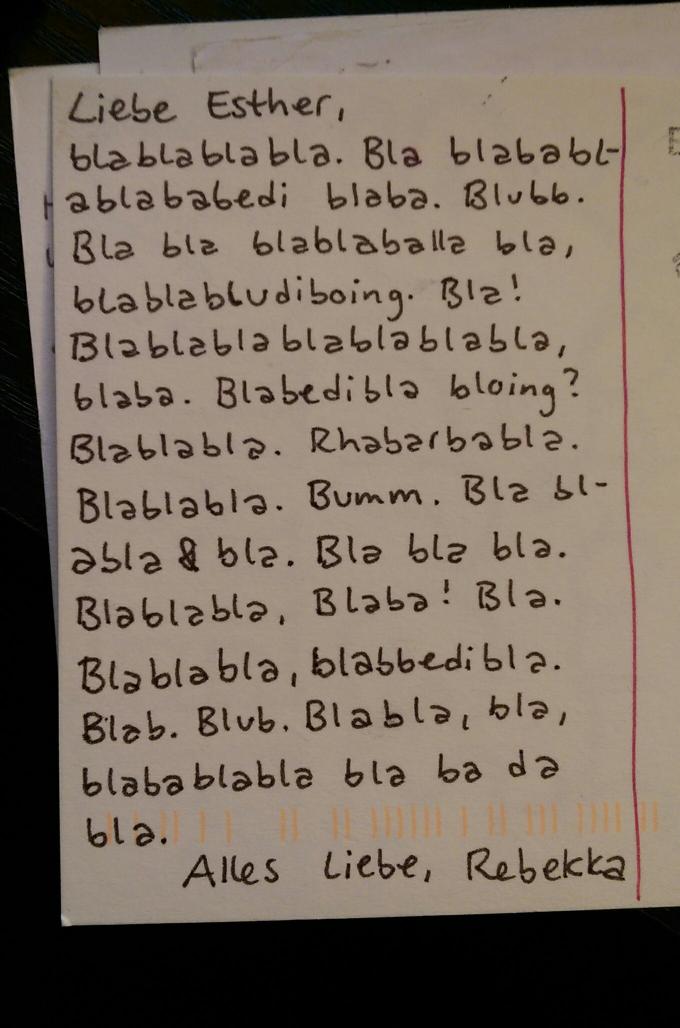 Liebe Esther,
blablablabla. Bla blababl-
ablababedi blaba. Blubb.
Bla bla blablaballa bla,
blablabludiboing. Bla!
Blablablablablablabla,
blaba. Blabedibla bloing?
Blablabla. Rhabarbabla.
Blablabla. Bumm. Bla bl-
abla & bla. Bla bla bla.
Blablabla, Blaba! Bla.
Blablabla, blabbedibla.
Blab. Blub. Blabla, bla,
blabablabla bla ba da
bla.
Alles Liebe, Rebekka